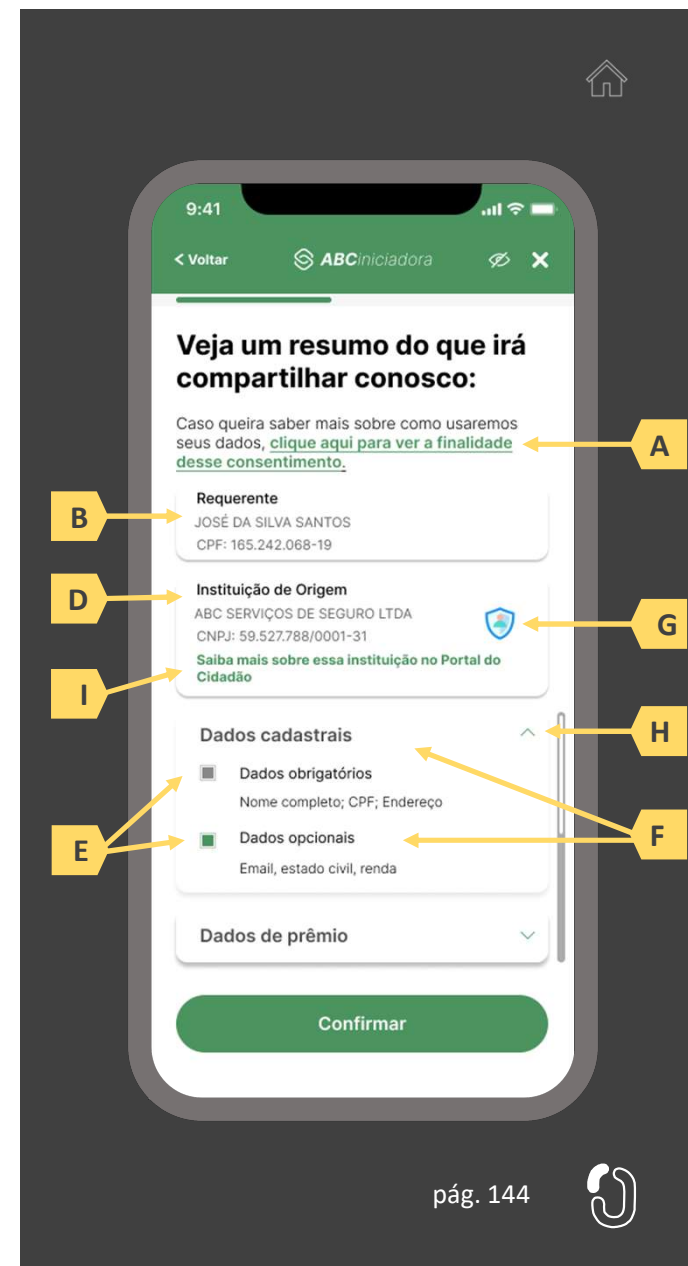 9:41
< Voltar
ABCiniciadora
Veja um resumo do que irá
compartilhar conosco:
Caso queira saber mais sobre como usaremos
seus dados, clique aqui para ver a finalidade
desse consentimento.
A
B
Requerente
JOSÉ DA SILVA SANTOS
CPF: 165.242.068-19
D
Instituição de Origem
ABC SERVIÇOS DE SEGURO LTDA
CNPJ: 59.527.788/0001-31
G
I
Saiba mais sobre essa instituição no Portal do
Cidadão
H
Dados cadastrais
Dados obrigatórios
Nome completo; CPF; Endereço
E
Dados opcionais
F
Email, estado civil, renda
Dados de prêmio
Confirmar
pág. 144